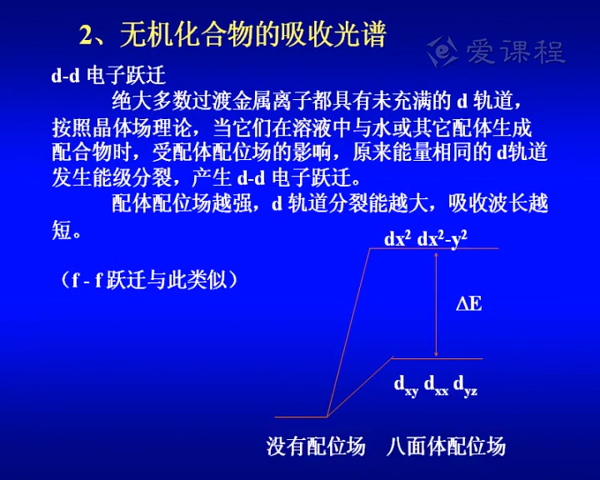 2、无机化合物的吸收光谱
爱课程
d-d 电子跃迁
绝大多数过渡金属离子都具有未充满的 d 轨道，
按照晶体场理论，当它们在溶液中与水或其它配体生成
配合物时，受配体配位场的影响，原来能量相同的 d轨道
发生能级分裂，产生 d-d 电子跃迁。
配体配位场越强，d 轨道分裂能越大，吸收波长越
短。
dx² dx²-y²
（f - f 跃迁与此类似）
ΔE
dxy dxx dyz
没有配位场 八面体配位场